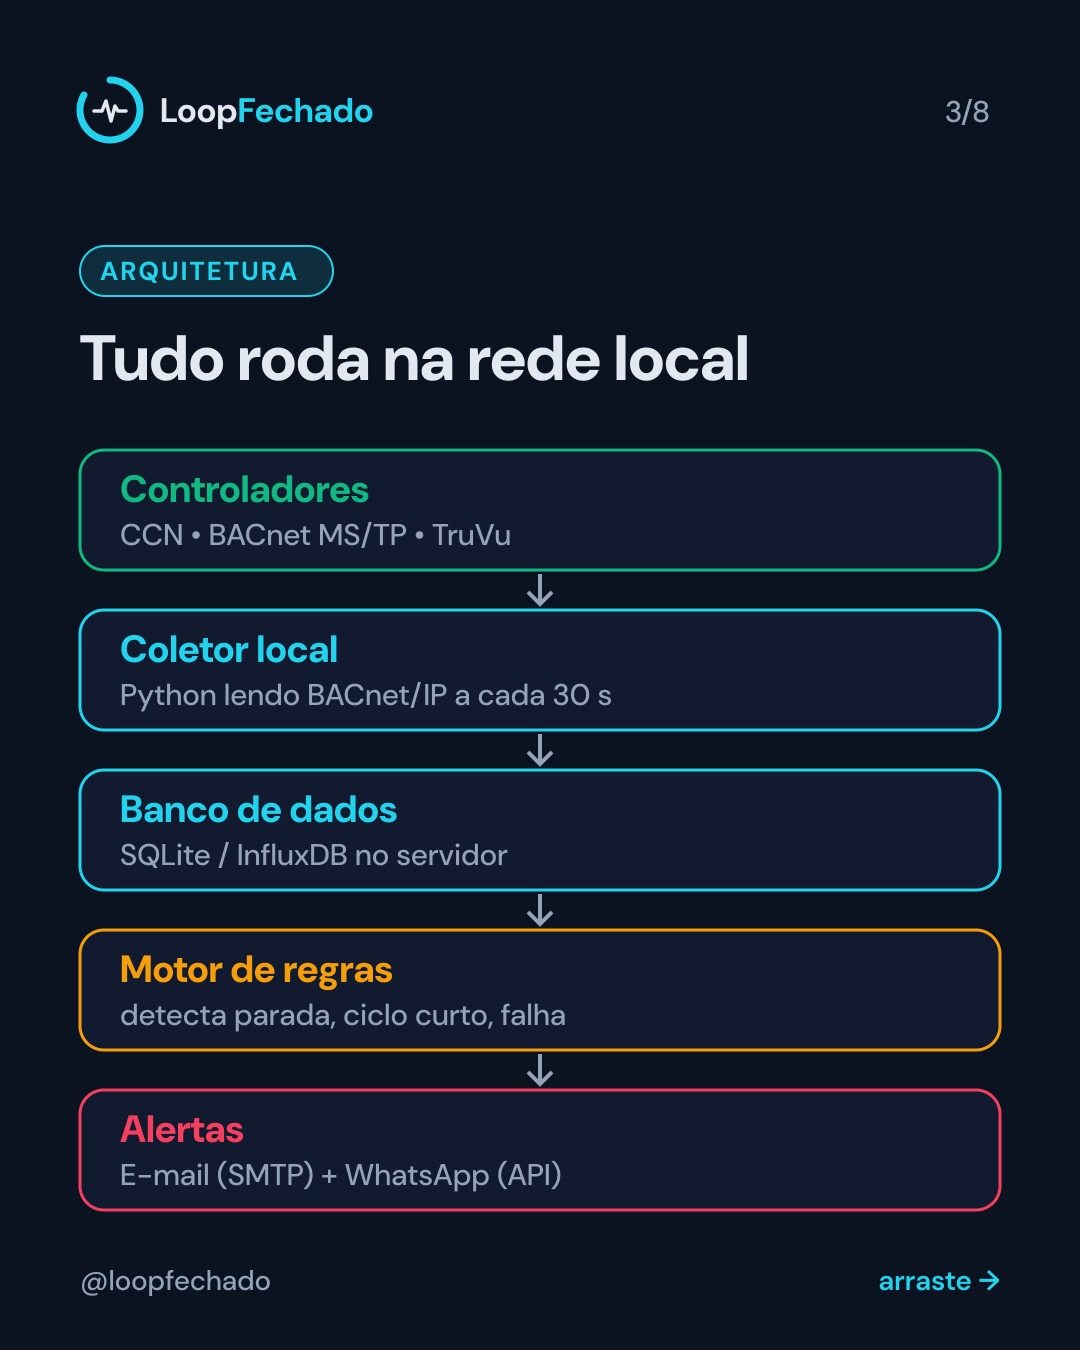 LoopFechado
3/8
ARQUITETURA
Tudo roda na rede local
Controladores
CCN • BACnet MS/TP • TruVu
Coletor local
Python lendo BACnet/IP a cada 30 s
Banco de dados
SQLite / InfluxDB no servidor
Motor de regras
detecta parada, ciclo curto, falha
Alertas
E-mail (SMTP) + WhatsApp (API)
@loopfechado
arraste →